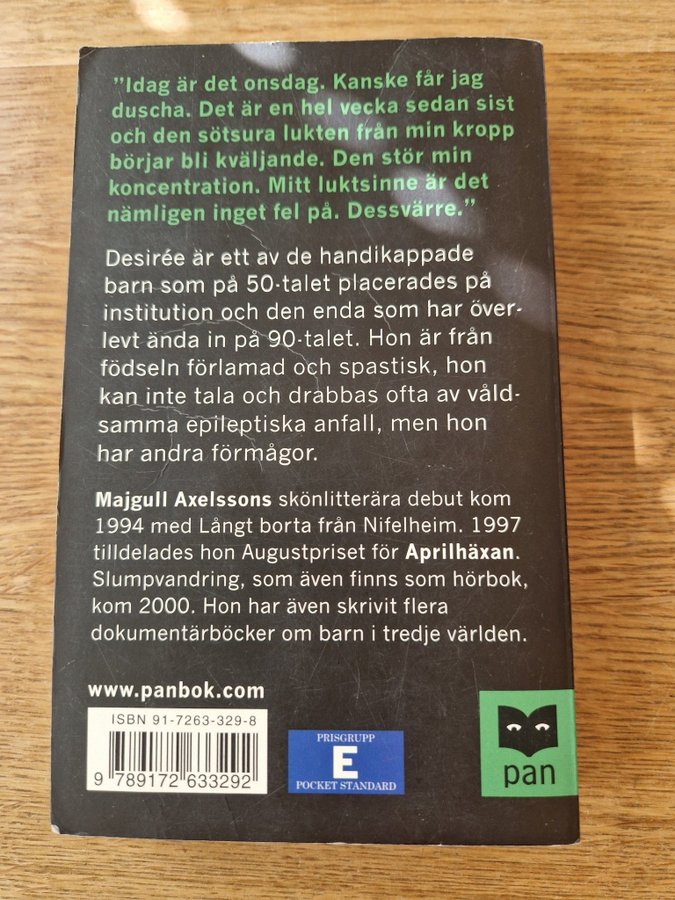 ”Idag är det onsdag. Kanske får jag
duscha. Det är en hel vecka sedan sist
och den sötsura lukten från min kropp
börjar bli kväljande. Den stör min
koncentration. Mitt luktsinne är det
nämligen inget fel på. Dessvärre.”
Desirée är ett av de handikappade
barn som på 50-talet placerades på
institution och den enda som har över-
levt ända in på 90-talet. Hon är från
födseln förlamad och spastisk, hon
kan inte tala och drabbas ofta av våld-
samma epileptiska anfall, men hon
har andra förmågor.
Majgull Axelssons skönlitterära debut kom
1994 med Långt borta från Nifelheim. 1997
tilldelades hon Augustpriset för Aprilhäxan.
Slumpvandring, som även finns som hörbok,
kom 2000. Hon har även skrivit flera
dokumentärböcker om barn i tredje världen.
www.panbok.com
ISBN 91-7263-329-8
9 789172 633292
PRISGRUPP
E
POCKET STANDARD
pan